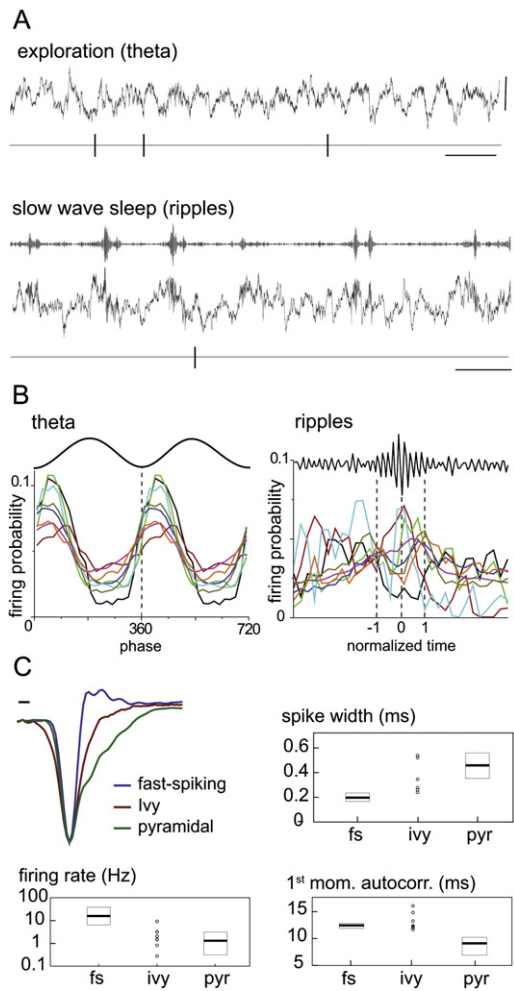 A
exploration (theta)
slow wave sleep (ripples)
B
theta
ripples
0.1
firing probability
0
360
720
phase
0.1
firing probability
0
-1
0
1
normalized time
C
fast-spiking
Ivy
pyramidal
spike width (ms)
0.6
0.4
0.2
0
fs
ivy
pyr
firing rate (Hz)
100
10
1
0.1
fs
ivy
pyr
1st mom. autocorr. (ms)
15
10
5
fs
ivy
pyr